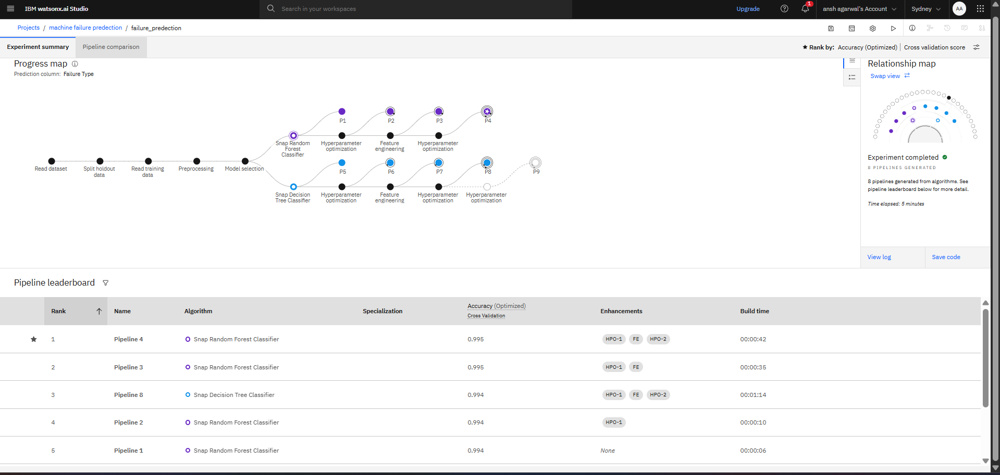 IBM watsonx.ai Studio
Search in your workspaces
Upgrade
1
ansh agarwal's Account
Sydney
AA
Projects / machine failure predection / failure_predection
Experiment summary
Pipeline comparison
Rank by: Accuracy (Optimized) | Cross validation score
Progress map
Prediction column: Failure Type
P1
P2
P3
P4
Snap Random
Forest
Classifier
Hyperparameter
optimization
Feature
engineering
Hyperparameter
optimization
Read dataset
Split holdout
data
Read training
data
Preprocessing
Model selection
P5
P6
P7
P8
P9
Snap Decision
Tree Classifier
Hyperparameter
optimization
Feature
engineering
Hyperparameter
optimization
Hyperparameter
optimization
Relationship map
Swap view
Experiment completed
8 PIPELINES GENERATED
8 pipelines generated from algorithms. See
pipeline leaderboard below for more detail.
Time elapsed: 5 minutes
View log
Save code
Pipeline leaderboard
Rank
Name
Algorithm
Specialization
Accuracy (Optimized)
Cross Validation
Enhancements
Build time
1 Pipeline 4 Snap Random Forest Classifier 0.995 HPO-1 FE HPO-2 00:00:42
2 Pipeline 3 Snap Random Forest Classifier 0.995 HPO-1 FE 00:00:35
3 Pipeline 8 Snap Decision Tree Classifier 0.994 HPO-1 FE HPO-2 00:01:14
4 Pipeline 2 Snap Random Forest Classifier 0.994 HPO-1 00:00:10
5 Pipeline 1 Snap Random Forest Classifier 0.994 None 00:00:06